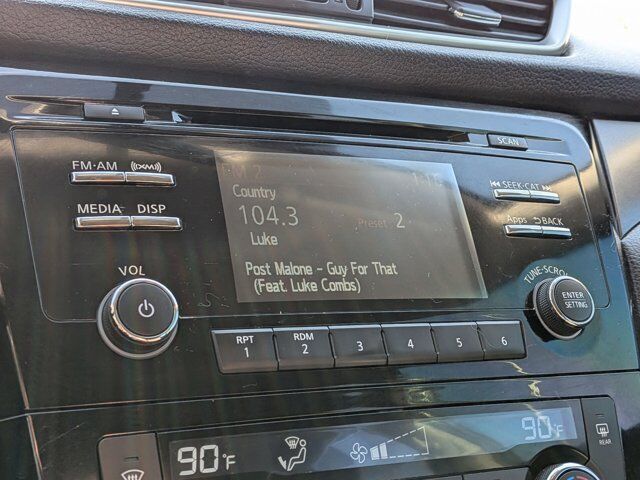 SCAN
FM·AM ((XM))
M 2
Country
104.3 Preset 2
Luke
Post Malone - Guy For That
(Feat. Luke Combs)
SEEK·CAT
Apps BACK
MEDIA DISP
VOL
TUNE·SCROLL
ENTER
SETTING
RPT
1
RDM
2
3
4
5
6
90°F
90°F
REAR